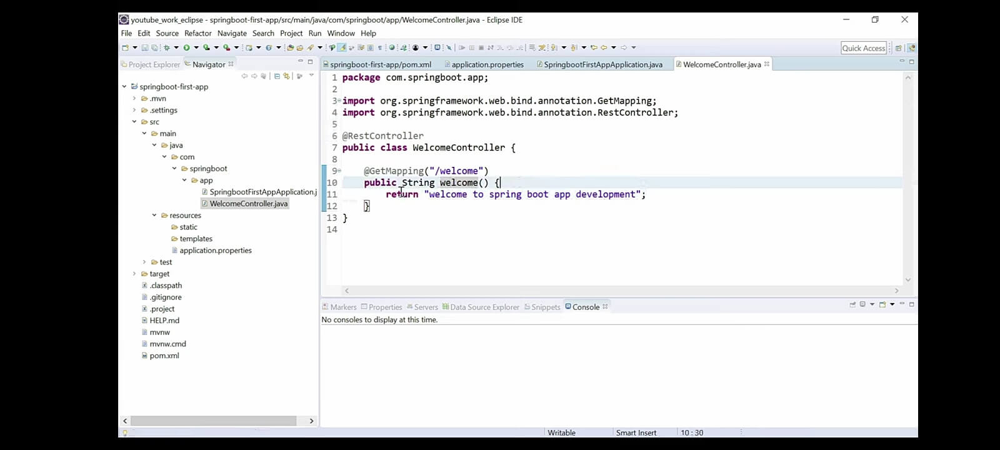 youtube_work_eclipse - springboot-first-app/src/main/java/com/springboot/app/WelcomeController.java - Eclipse IDE
File Edit Source Refactor Navigate Search Project Run Window Help
Quick Access
Project Explorer Navigator
springboot-first-app/pom.xml application.properties SpringbootFirstAppApplication.java WelcomeController.java
springboot-first-app
.mvn
.settings
src
main
java
com
springboot
app
SpringbootFirstAppApplication.j
WelcomeController.java
resources
static
templates
application.properties
test
target
.classpath
.gitignore
.project
HELP.md
mvnw
mvnw.cmd
pom.xml
1 package com.springboot.app;
2
3 import org.springframework.web.bind.annotation.GetMapping;
4 import org.springframework.web.bind.annotation.RestController;
5
6 @RestController
7 public class WelcomeController {
8
9 @GetMapping("/welcome")
10 public String welcome() {
11 return "welcome to spring boot app development";
12 }
13 }
14
Markers Properties Servers Data Source Explorer Snippets Console
No consoles to display at this time.
Writable Smart Insert 10 : 30